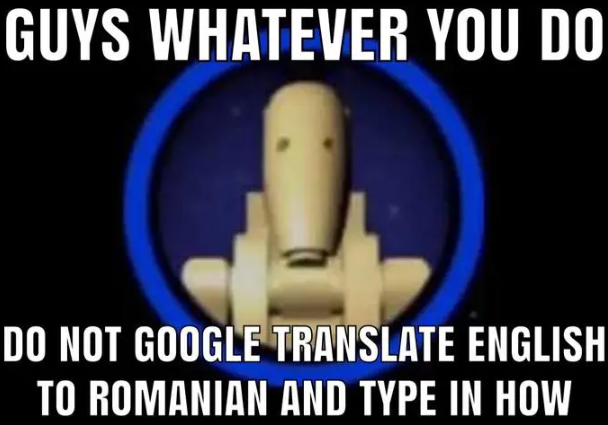 GUYS WHATEVER YOU DO
DO NOT GOOGLE TRANSLATE ENGLISH
TO ROMANIAN AND TYPE IN HOW